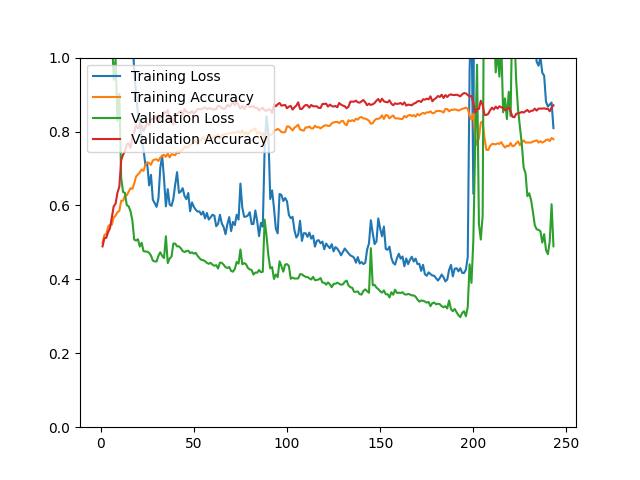 1.0
0.8
0.6
0.4
0.2
0.0
Training Loss
Training Accuracy
Validation Loss
Validation Accuracy
0 50 100 150 200 250